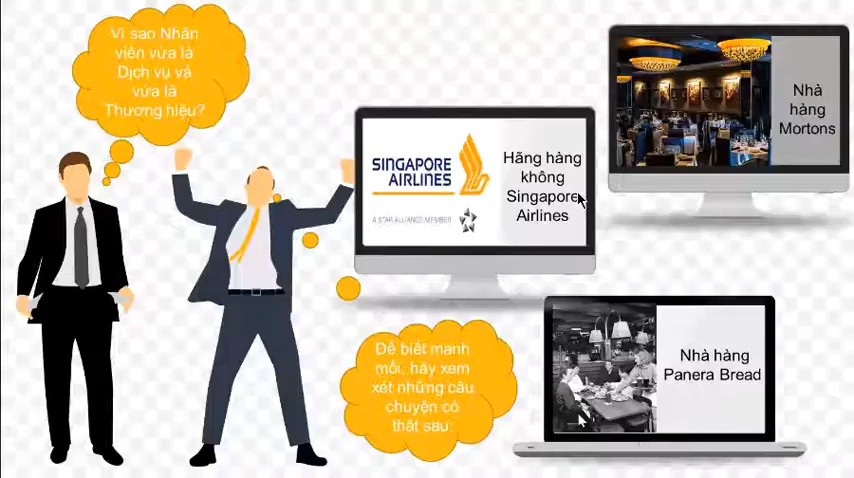 Vì sao Nhân
viên vừa là
Dịch vụ và
vừa là
Thương hiệu?
SINGAPORE
AIRLINES
A STAR ALLIANCE MEMBER
Hãng hàng
không
Singapore
Airlines
Nhà
hàng
Mortons
Để biết manh
mối, hãy xem
xét những câu
chuyện có
thật sau:
Nhà hàng
Panera Bread